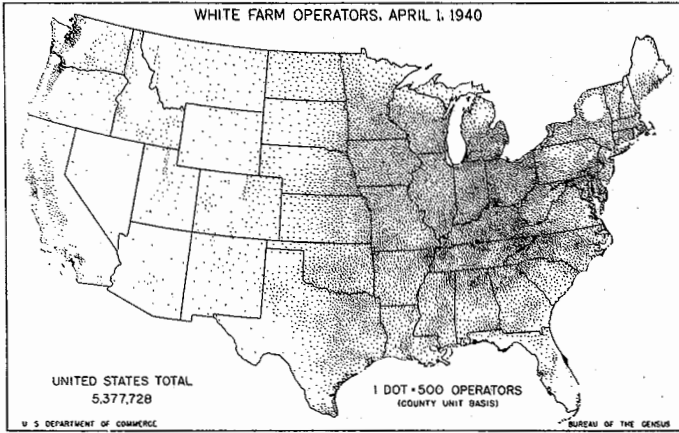 WHITE FARM OPERATORS, APRIL 1, 1940
UNITED STATES TOTAL
5,377,728
1 DOT = 500 OPERATORS
(COUNTY UNIT BASIS)
U S DEPARTMENT OF COMMERCE
BUREAU OF THE CENSUS